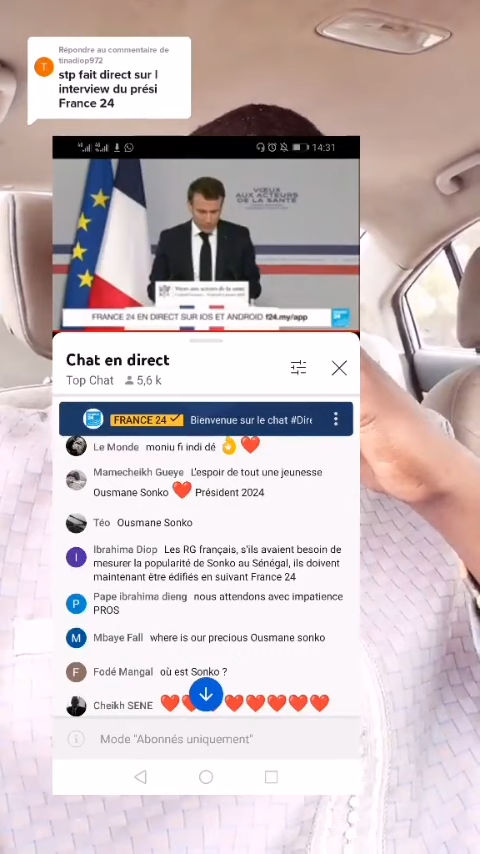 Répondre au commentaire de
tinadiop972
stp fait direct sur l
interview du prési
France 24
14:31
VŒUX
AUX ACTEURS
DE LA SANTÉ
FRANCE 24 EN DIRECT SUR IOS ET ANDROID f24.my/app
Chat en direct
Top Chat 5,6 k
FRANCE 24 Bienvenue sur le chat #Dire
Le Monde moniu fi indi dé 👌❤️
Mamecheikh Gueye L'espoir de tout une jeunesse
Ousmane Sonko ❤️ Président 2024
Téo Ousmane Sonko
I Ibrahima Diop Les RG français, s'ils avaient besoin de
mesurer la popularité de Sonko au Sénégal, ils doivent
maintenant être édifiés en suivant France 24
P Pape ibrahima dieng nous attendons avec impatience
PROS
M Mbaye Fall where is our precious Ousmane sonko
F Fodé Mangal où est Sonko ?
Cheikh SENE ❤️❤️❤️❤️❤️❤️❤️
Mode "Abonnés uniquement"